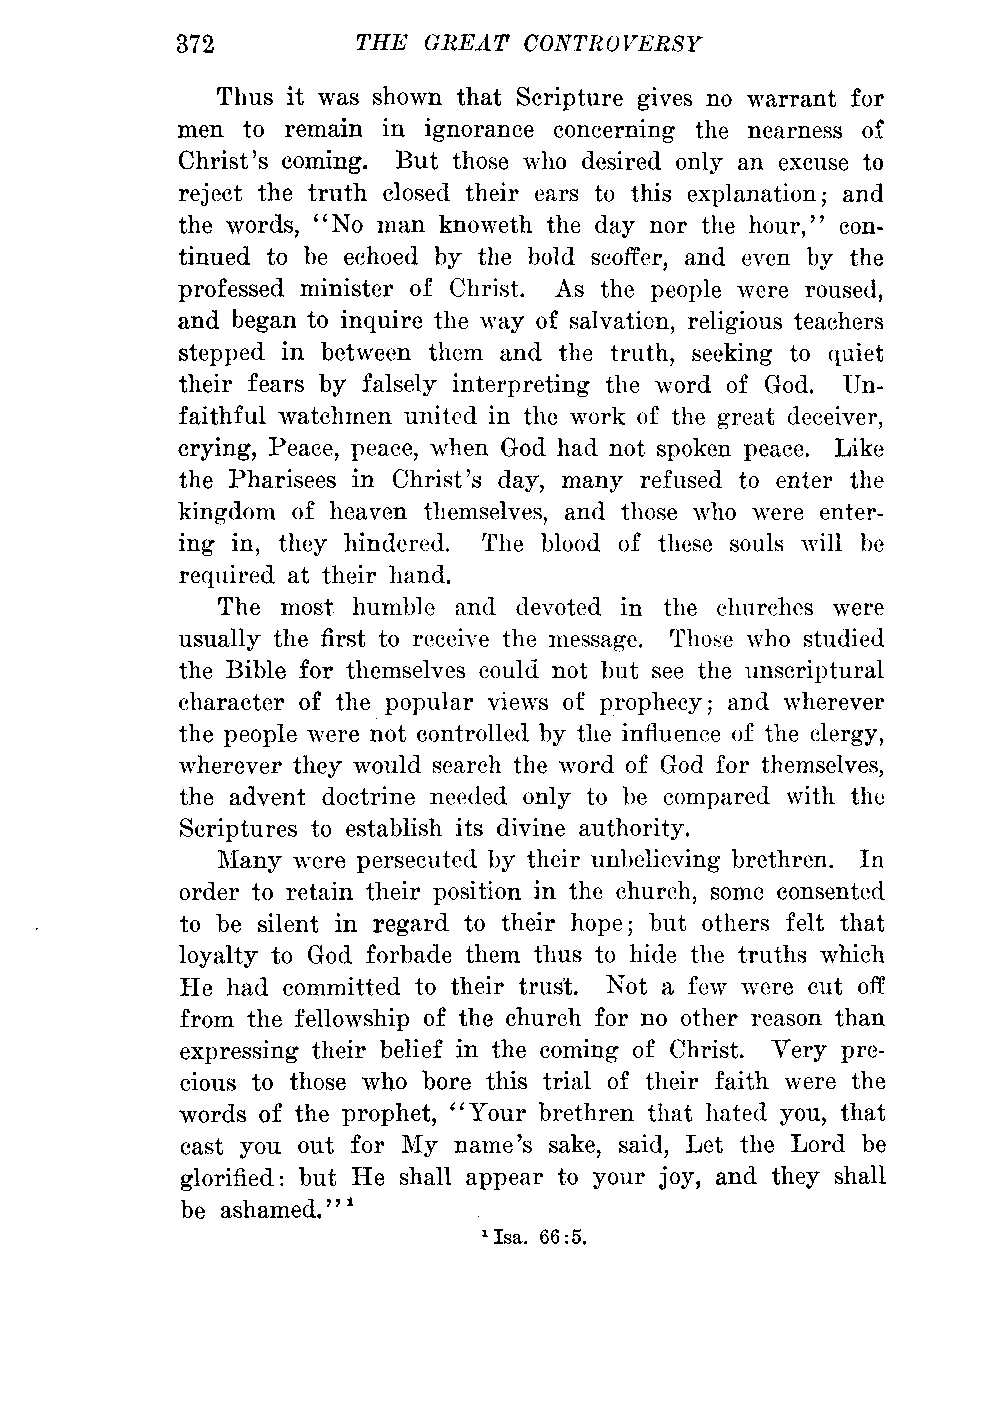 372 THE GREAT CONTROVERSY
Thus it was shown that Scripture gives no warrant for
men to remain in ignorance concerning the nearness of
Christ's coming. But those who desired only an excuse to
reject the truth closed their ears to this explanation; and
the words, "No man knoweth the day nor the hour," con-
tinued to be echoed by the bold scoffer, and even by the
professed minister of Christ. As the people were roused,
and began to inquire the way of salvation, religious teachers
stepped in between them and the truth, seeking to quiet
their fears by falsely interpreting the word of God. Un-
faithful watchmen united in the work of the great deceiver,
crying, Peace, peace, when God had not spoken peace. Like
the Pharisees in Christ's day, many refused to enter the
kingdom of heaven themselves, and those who were enter-
ing in, they hindered. The blood of these souls will be
required at their hand.
The most humble and devoted in the churches were
usually the first to receive the message. Those who studied
the Bible for themselves could not but see the unscriptural
character of the popular views of prophecy; and wherever
the people were not controlled by the influence of the clergy,
wherever they would search the word of God for themselves,
the advent doctrine needed only to be compared with the
Scriptures to establish its divine authority.
Many were persecuted by their unbelieving brethren. In
order to retain their position in the church, some consented
to be silent in regard to their hope; but others felt that
loyalty to God forbade them thus to hide the truths which
He had committed to their trust. Not a few were cut off
from the fellowship of the church for no other reason than
expressing their belief in the coming of Christ. Very pre-
cious to those who bore this trial of their faith were the
words of the prophet, "Your brethren that hated you, that
cast you out for My name's sake, said, Let the Lord be
glorified: but He shall appear to your joy, and they shall
be ashamed."¹
¹ Isa. 66:5.